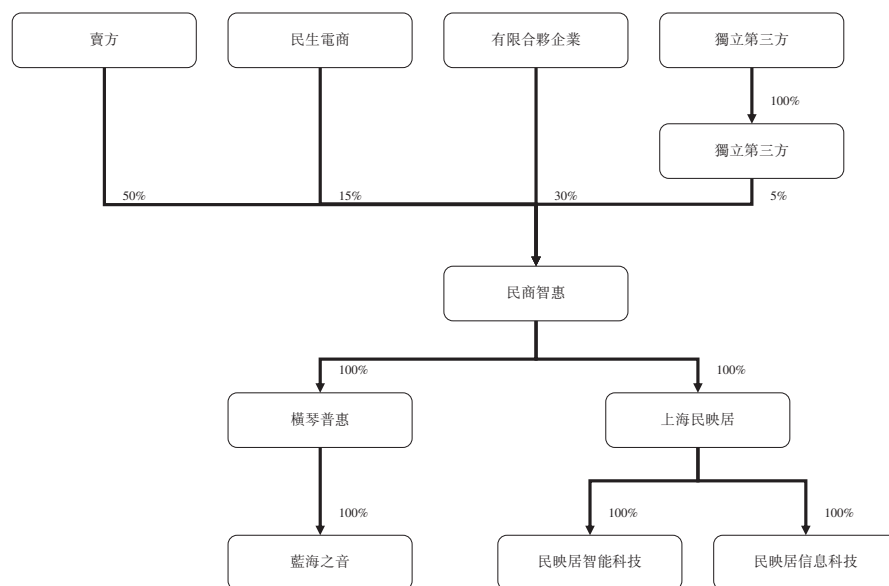 賣方
民生電商
有限合夥企業
獨立第三方
100%
獨立第三方
50%
15%
30%
5%
民商智惠
100%
100%
橫琴普惠
上海民映居
100%
100%
100%
藍海之音
民映居智能科技
民映居信息科技